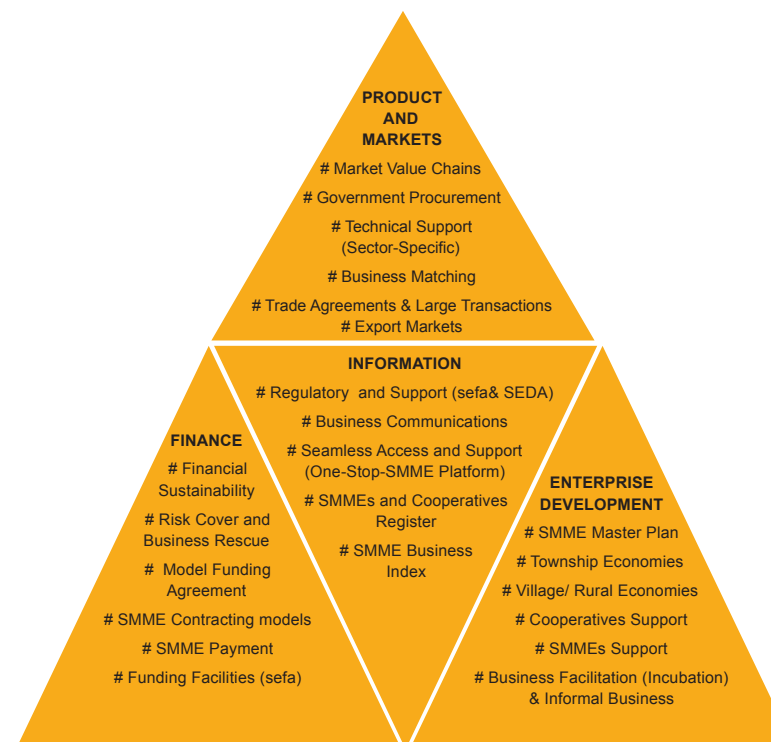 PRODUCT
AND
MARKETS
# Market Value Chains
# Government Procurement
# Technical Support
(Sector-Specific)
# Business Matching
# Trade Agreements & Large Transactions
# Export Markets
INFORMATION
# Regulatory and Support (sefa& SEDA)
# Business Communications
# Seamless Access and Support
(One-Stop-SMME Platform)
# SMMEs and Cooperatives
Register
# SMME Business
Index
FINANCE
# Financial
Sustainability
# Risk Cover and
Business Rescue
# Model Funding
Agreement
# SMME Contracting models
# SMME Payment
# Funding Facilities (sefa)
ENTERPRISE
DEVELOPMENT
# SMME Master Plan
# Township Economies
# Village/ Rural Economies
# Cooperatives Support
# SMMEs Support
# Business Facilitation (Incubation)
& Informal Business